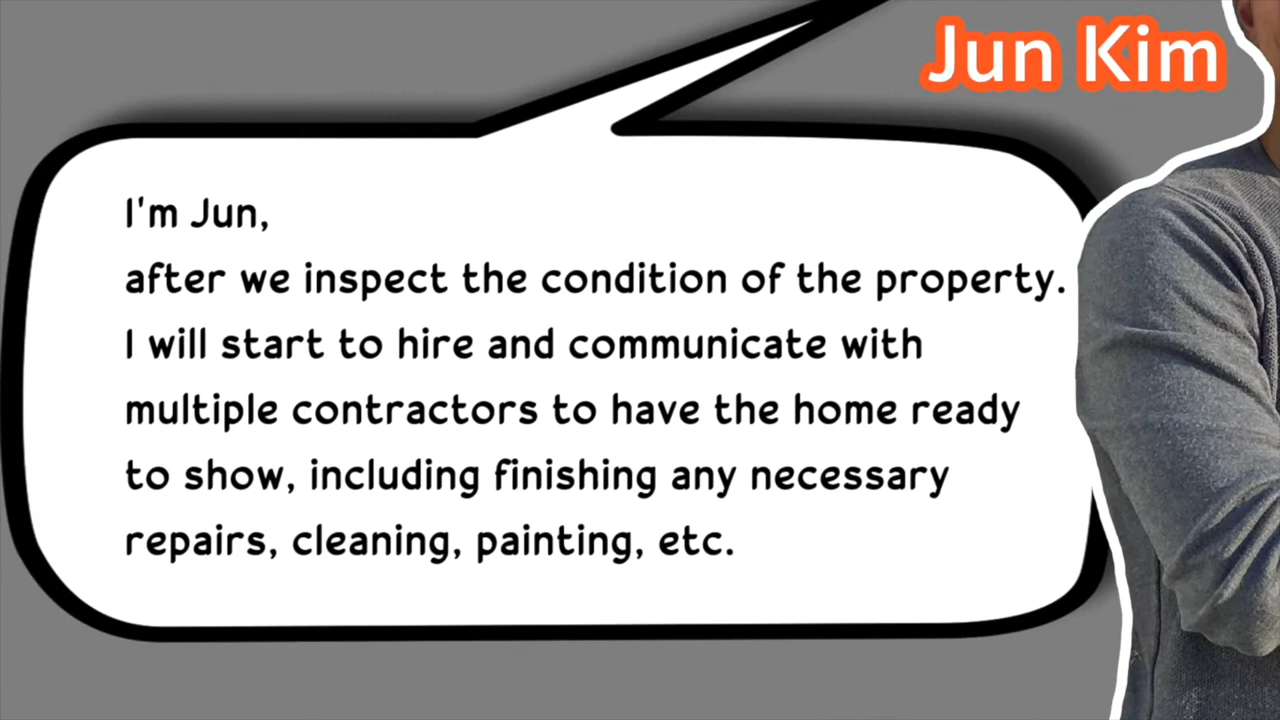 Jun Kim
I'm Jun,
after we inspect the condition of the property.
I will start to hire and communicate with
multiple contractors to have the home ready
to show, including finishing any necessary
repairs, cleaning, painting, etc.